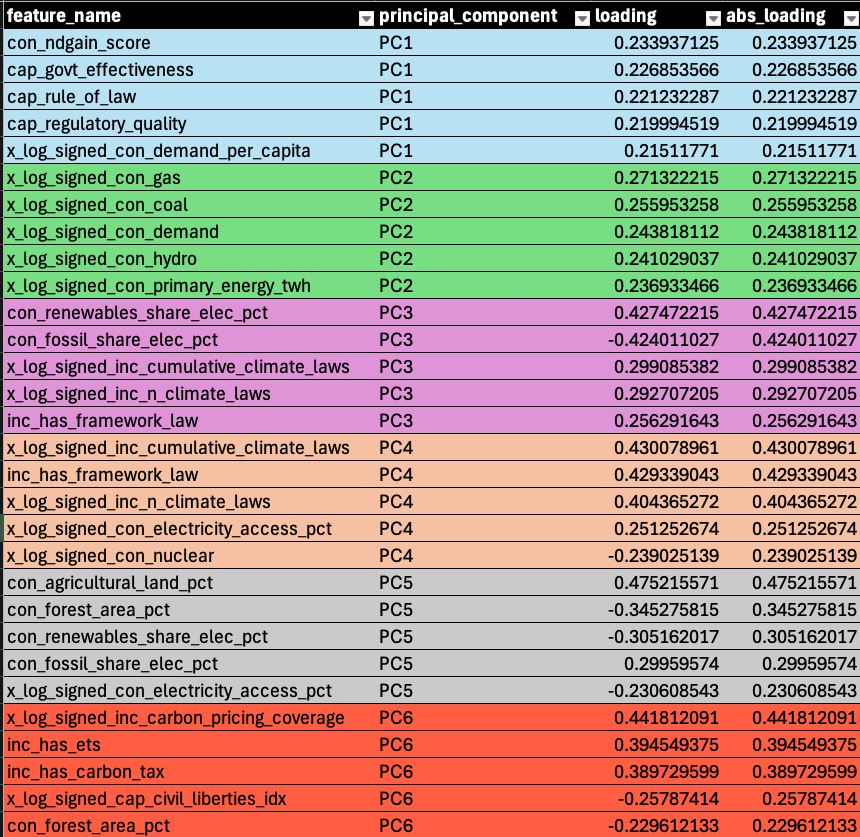 feature_name principal_component loading abs_loading
con_ndgain_score PC1 0.233937125 0.233937125
cap_govt_effectiveness PC1 0.226853566 0.226853566
cap_rule_of_law PC1 0.221232287 0.221232287
cap_regulatory_quality PC1 0.219994519 0.219994519
x_log_signed_con_demand_per_capita PC1 0.21511771 0.21511771
x_log_signed_con_gas PC2 0.271322215 0.271322215
x_log_signed_con_coal PC2 0.255953258 0.255953258
x_log_signed_con_demand PC2 0.243818112 0.243818112
x_log_signed_con_hydro PC2 0.241029037 0.241029037
x_log_signed_con_primary_energy_twh PC2 0.236933466 0.236933466
con_renewables_share_elec_pct PC3 0.427472215 0.427472215
con_fossil_share_elec_pct PC3 -0.424011027 0.424011027
x_log_signed_inc_cumulative_climate_laws PC3 0.299085382 0.299085382
x_log_signed_inc_n_climate_laws PC3 0.292707205 0.292707205
inc_has_framework_law PC3 0.256291643 0.256291643
x_log_signed_inc_cumulative_climate_laws PC4 0.430078961 0.430078961
inc_has_framework_law PC4 0.429339043 0.429339043
x_log_signed_inc_n_climate_laws PC4 0.404365272 0.404365272
x_log_signed_con_electricity_access_pct PC4 0.251252674 0.251252674
x_log_signed_con_nuclear PC4 -0.239025139 0.239025139
con_agricultural_land_pct PC5 0.475215571 0.475215571
con_forest_area_pct PC5 -0.345275815 0.345275815
con_renewables_share_elec_pct PC5 -0.305162017 0.305162017
con_fossil_share_elec_pct PC5 0.29959574 0.29959574
x_log_signed_con_electricity_access_pct PC5 -0.230608543 0.230608543
x_log_signed_inc_carbon_pricing_coverage PC6 0.441812091 0.441812091
inc_has_ets PC6 0.394549375 0.394549375
inc_has_carbon_tax PC6 0.389729599 0.389729599
x_log_signed_cap_civil_liberties_idx PC6 -0.25787414 0.25787414
con_forest_area_pct PC6 -0.229612133 0.229612133